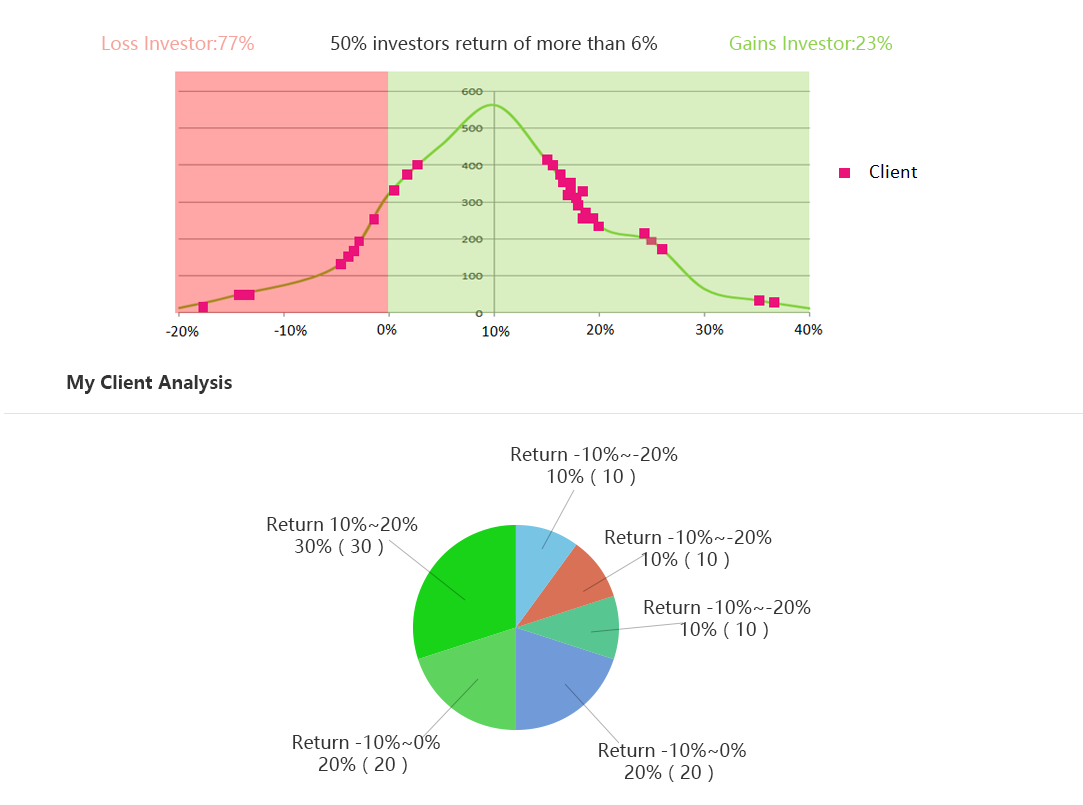 Loss Investor:77%
50% investors return of more than 6%
Gains Investor:23%
600
500
400
300
200
100
0
-20%
-10%
0%
10%
20%
30%
40%
Client
My Client Analysis
Return -10%~-20%
10% ( 10 )
Return 10%~20%
30% ( 30 )
Return -10%~-20%
10% ( 10 )
Return -10%~-20%
10% ( 10 )
Return -10%~0%
20% ( 20 )
Return -10%~0%
20% ( 20 )